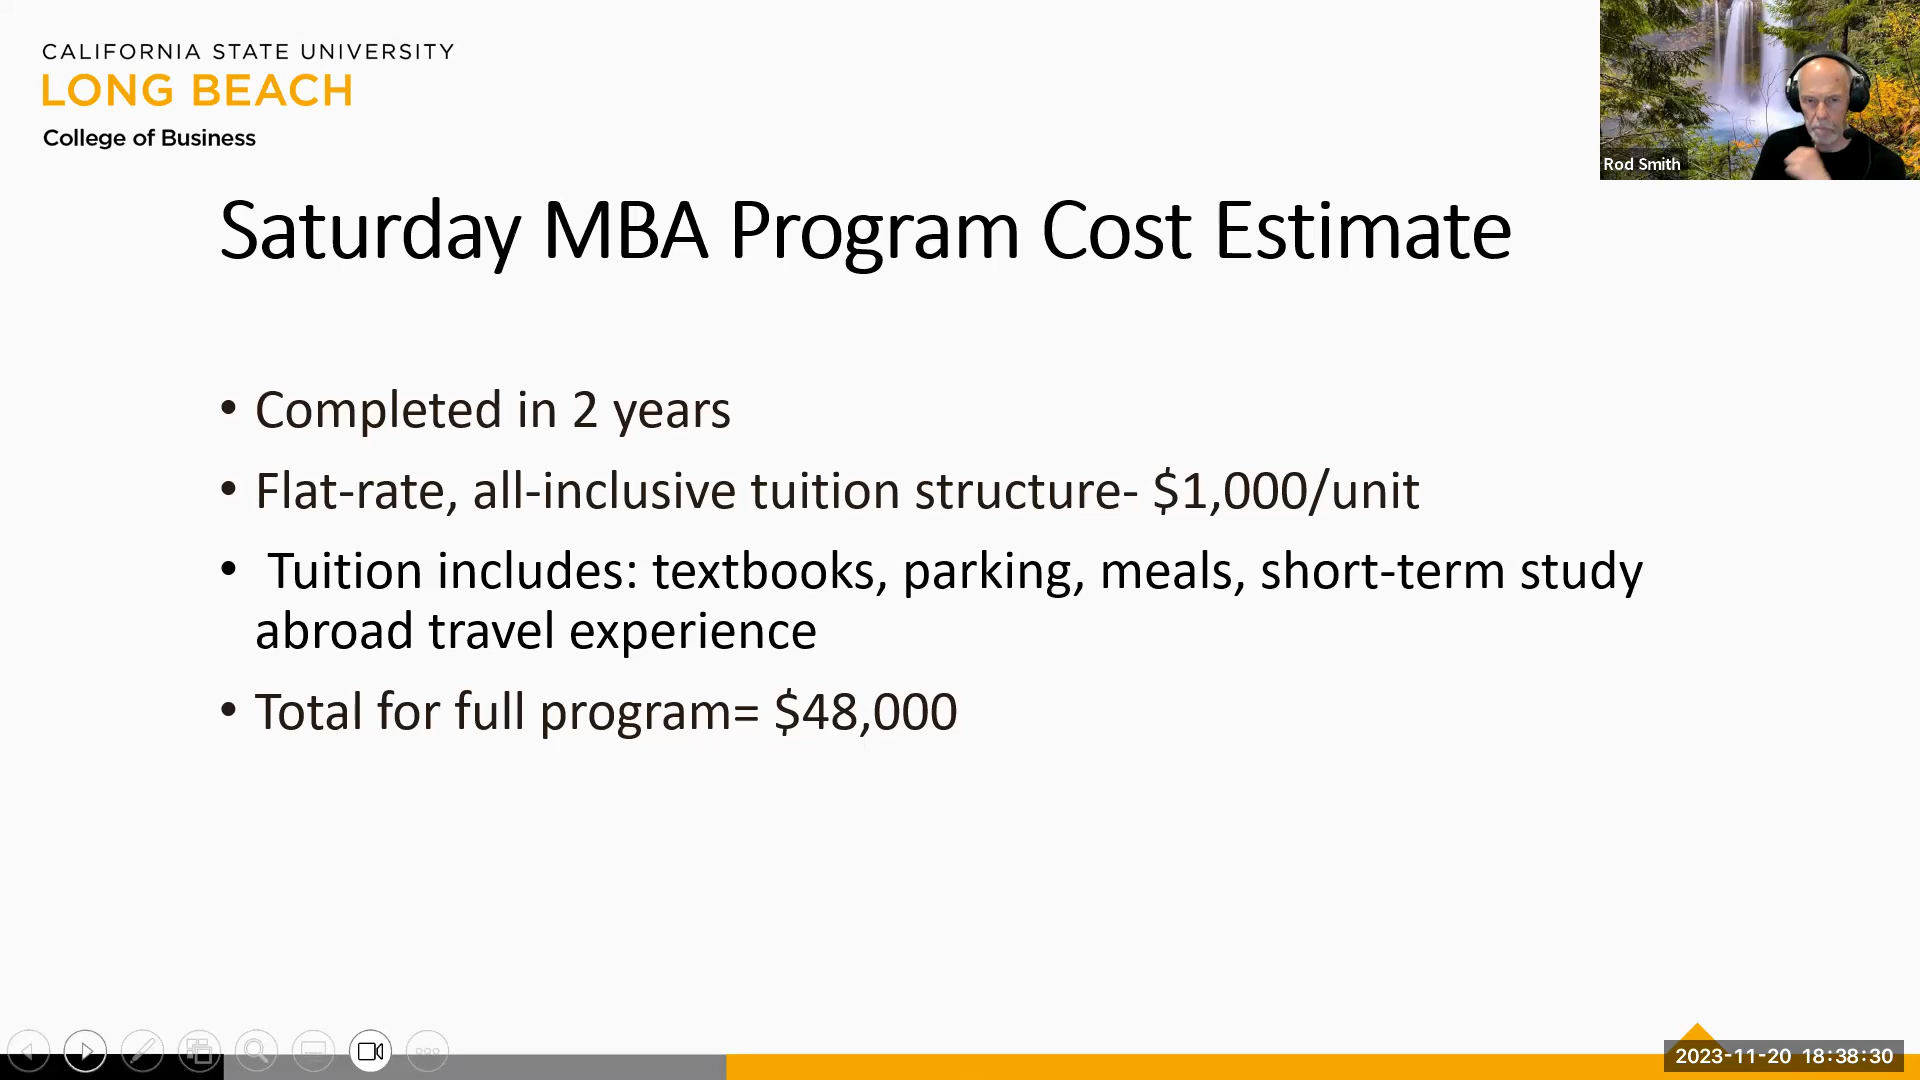 CALIFORNIA STATE UNIVERSITY
LONG BEACH
College of Business
Rod Smith
Saturday MBA Program Cost Estimate
• Completed in 2 years
• Flat-rate, all-inclusive tuition structure- $1,000/unit
• Tuition includes: textbooks, parking, meals, short-term study
abroad travel experience
• Total for full program= $48,000
2023-11-20 18:38:30